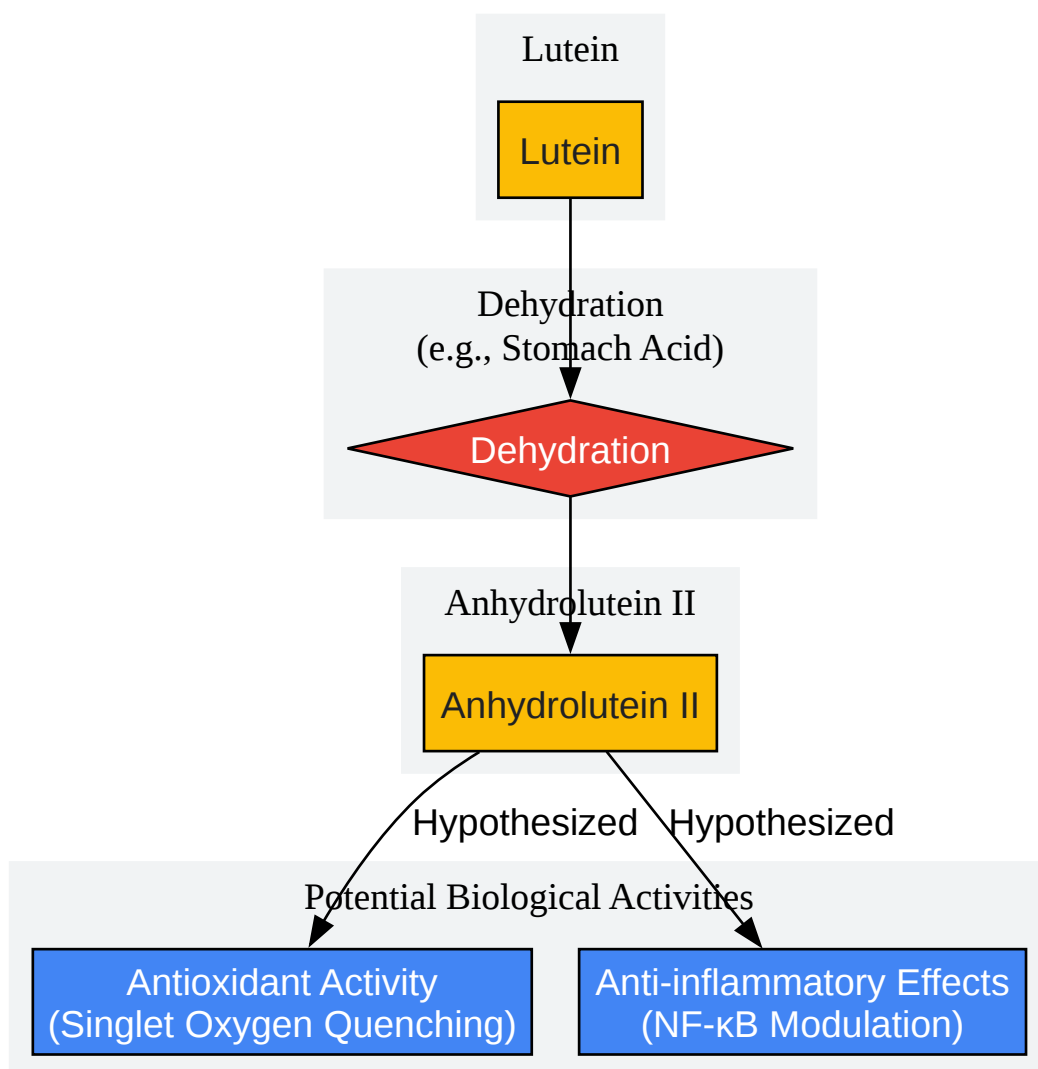 Lutein
Lutein
Dehydration
(e.g., Stomach Acid)
Dehydration
Anhydrolutein II
Anhydrolutein II
Hypothesized
Hypothesized
Potential Biological Activities
Antioxidant Activity
(Singlet Oxygen Quenching)
Anti-inflammatory Effects
(NF-κB Modulation)